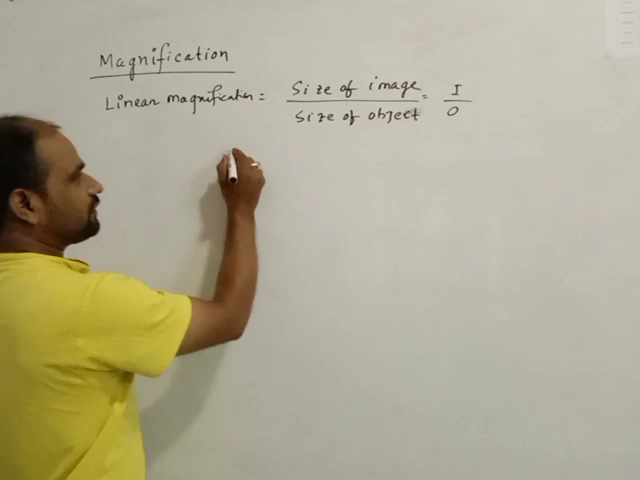 Magnification
Linear magnification = Size of image / Size of object = I / O